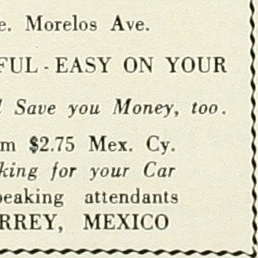 e. Morelos Ave.
FUL - EASY ON YOUR
Save you Money, too.
m $2.75 Mex. Cy.
king for your Car
eaking attendants
RREY, MEXICO